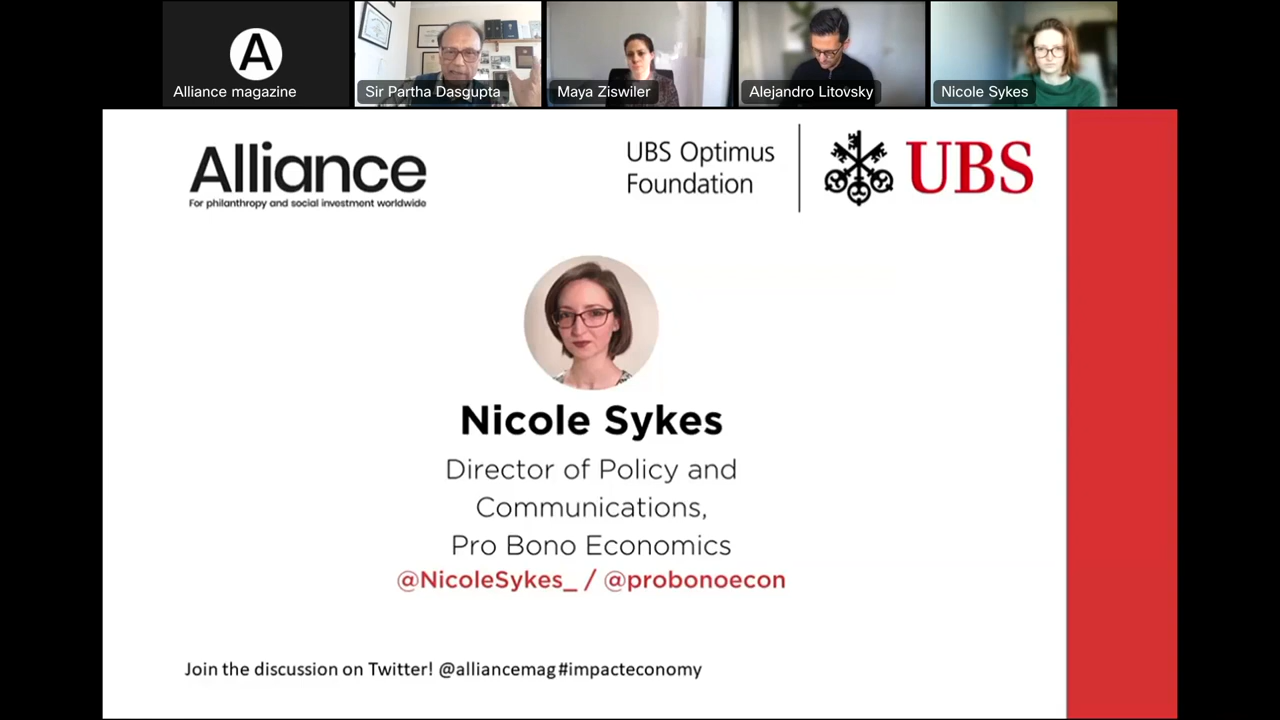 A
Alliance magazine
Sir Partha Dasgupta
Maya Ziswiler
Alejandro Litovsky
Nicole Sykes
Alliance
For philanthropy and social investment worldwide
UBS Optimus
Foundation
UBS
Nicole Sykes
Director of Policy and
Communications,
Pro Bono Economics
@NicoleSykes_ / @probonoecon
Join the discussion on Twitter! @alliancemag #impacteconomy